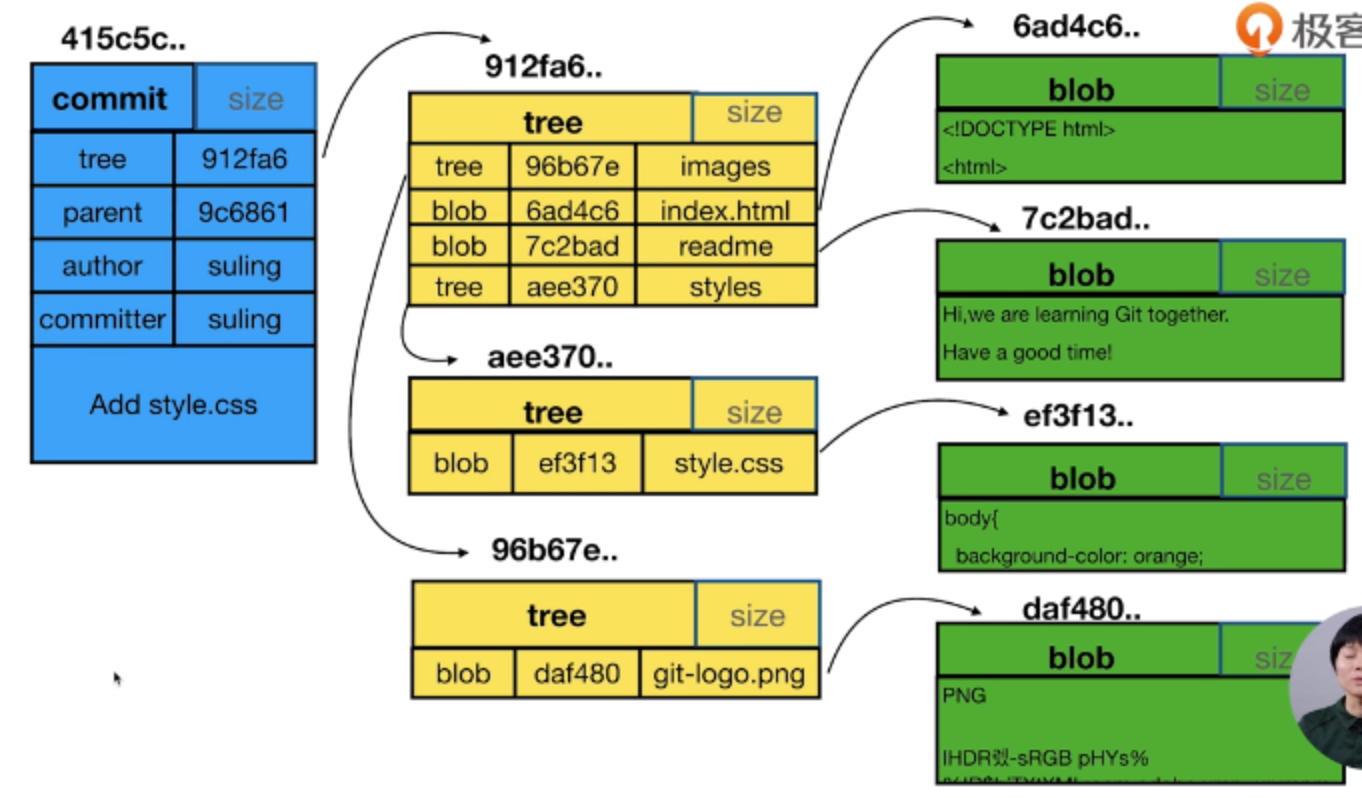 415c5c..
commit size
tree 912fa6
parent 9c6861
author suling
committer suling
Add style.css
912fa6..
tree size
tree 96b67e images
blob 6ad4c6 index.html
blob 7c2bad readme
tree aee370 styles
aee370..
tree size
blob ef3f13 style.css
96b67e..
tree size
blob daf480 git-logo.png
极客
6ad4c6..
blob size
<!DOCTYPE html>
<html>
7c2bad..
blob size
Hi,we are learning Git together.
Have a good time!
ef3f13..
blob size
body{
background-color: orange;
daf480..
blob siz
PNG
sRGB pHYs%